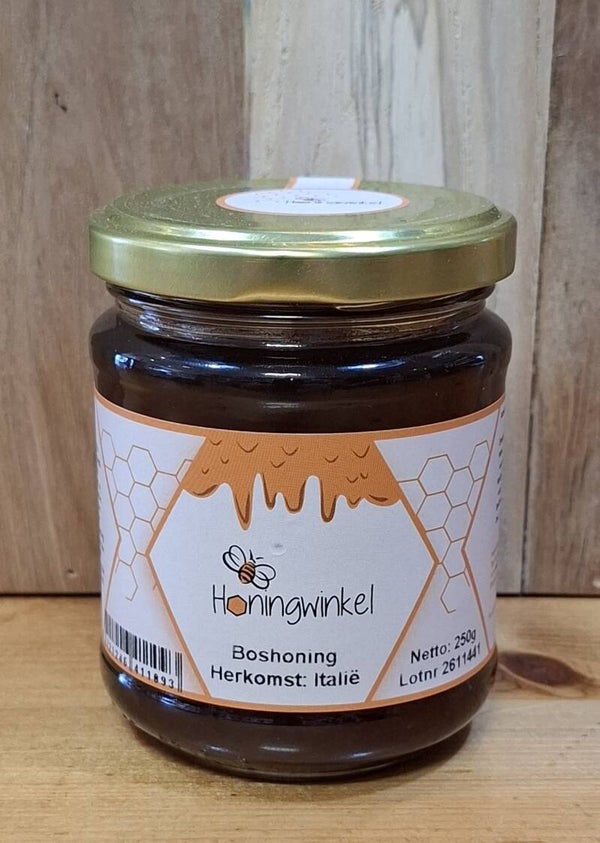 Honingwinkel
Boshoning
Herkomst: Italië
Netto: 250g
Lotnr 2611441